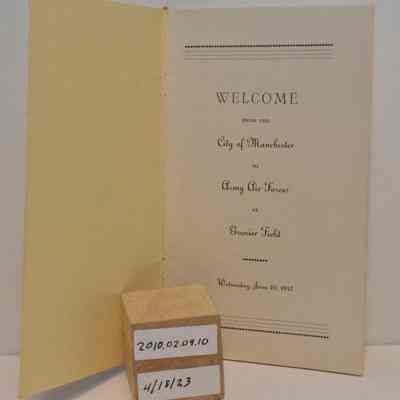 WELCOME
FROM THE
City of Manchester
TO
Army Air Forces
AT
Grenier Field
Wednesday, June 10, 1942
2010.02.09.10
4/18/23